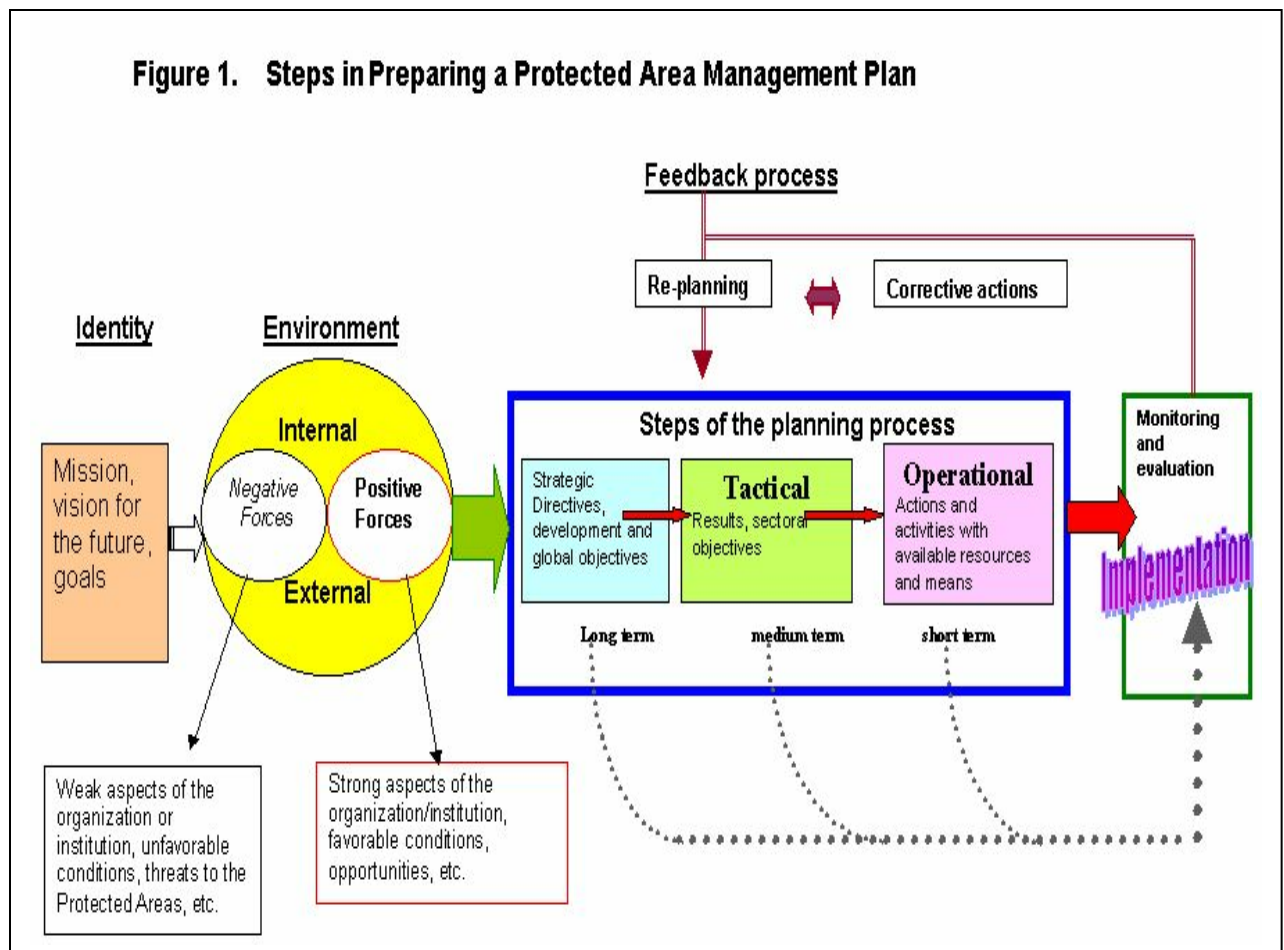 Figure 1. Steps in Preparing a Protected Area Management Plan
Feedback process
Re-planning
Corrective actions
Identity
Environment
Mission,
vision for
the future,
goals
Internal
Negative
Forces
Positive
Forces
External
Steps of the planning process
Strategic
Directives,
development and
global objectives
Tactical
Results, sectoral
objectives
Operational
Actions and
activities with
available resources
and means
Long term
medium term
short term
Monitoring
and
evaluation
Implementation
Weak aspects of the
organization or
institution, unfavorable
conditions, threats to the
Protected Areas, etc.
Strong aspects of the
organization/institution,
favorable conditions,
opportunities, etc.